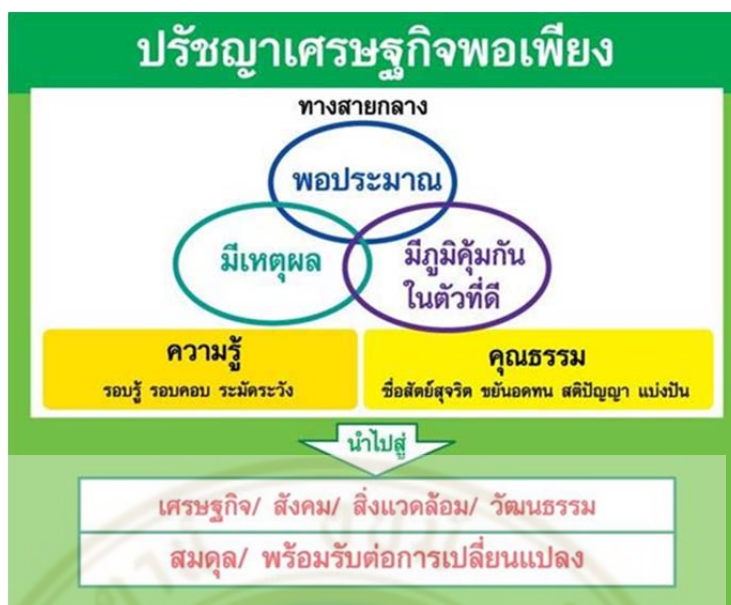 ปรัชญาเศรษฐกิจพอเพียง
ทางสายกลาง
พอประมาณ
มีเหตุผล
มีภูมิคุ้มกัน
ในตัวที่ดี
ความรู้
รอบรู้ รอบคอบ ระมัดระวัง
คุณธรรม
ซื่อสัตย์สุจริต ขยันอดทน สติปัญญา แบ่งปัน
นำไปสู่
เศรษฐกิจ/ สังคม/ สิ่งแวดล้อม/ วัฒนธรรม
สมดุล/ พร้อมรับต่อการเปลี่ยนแปลง